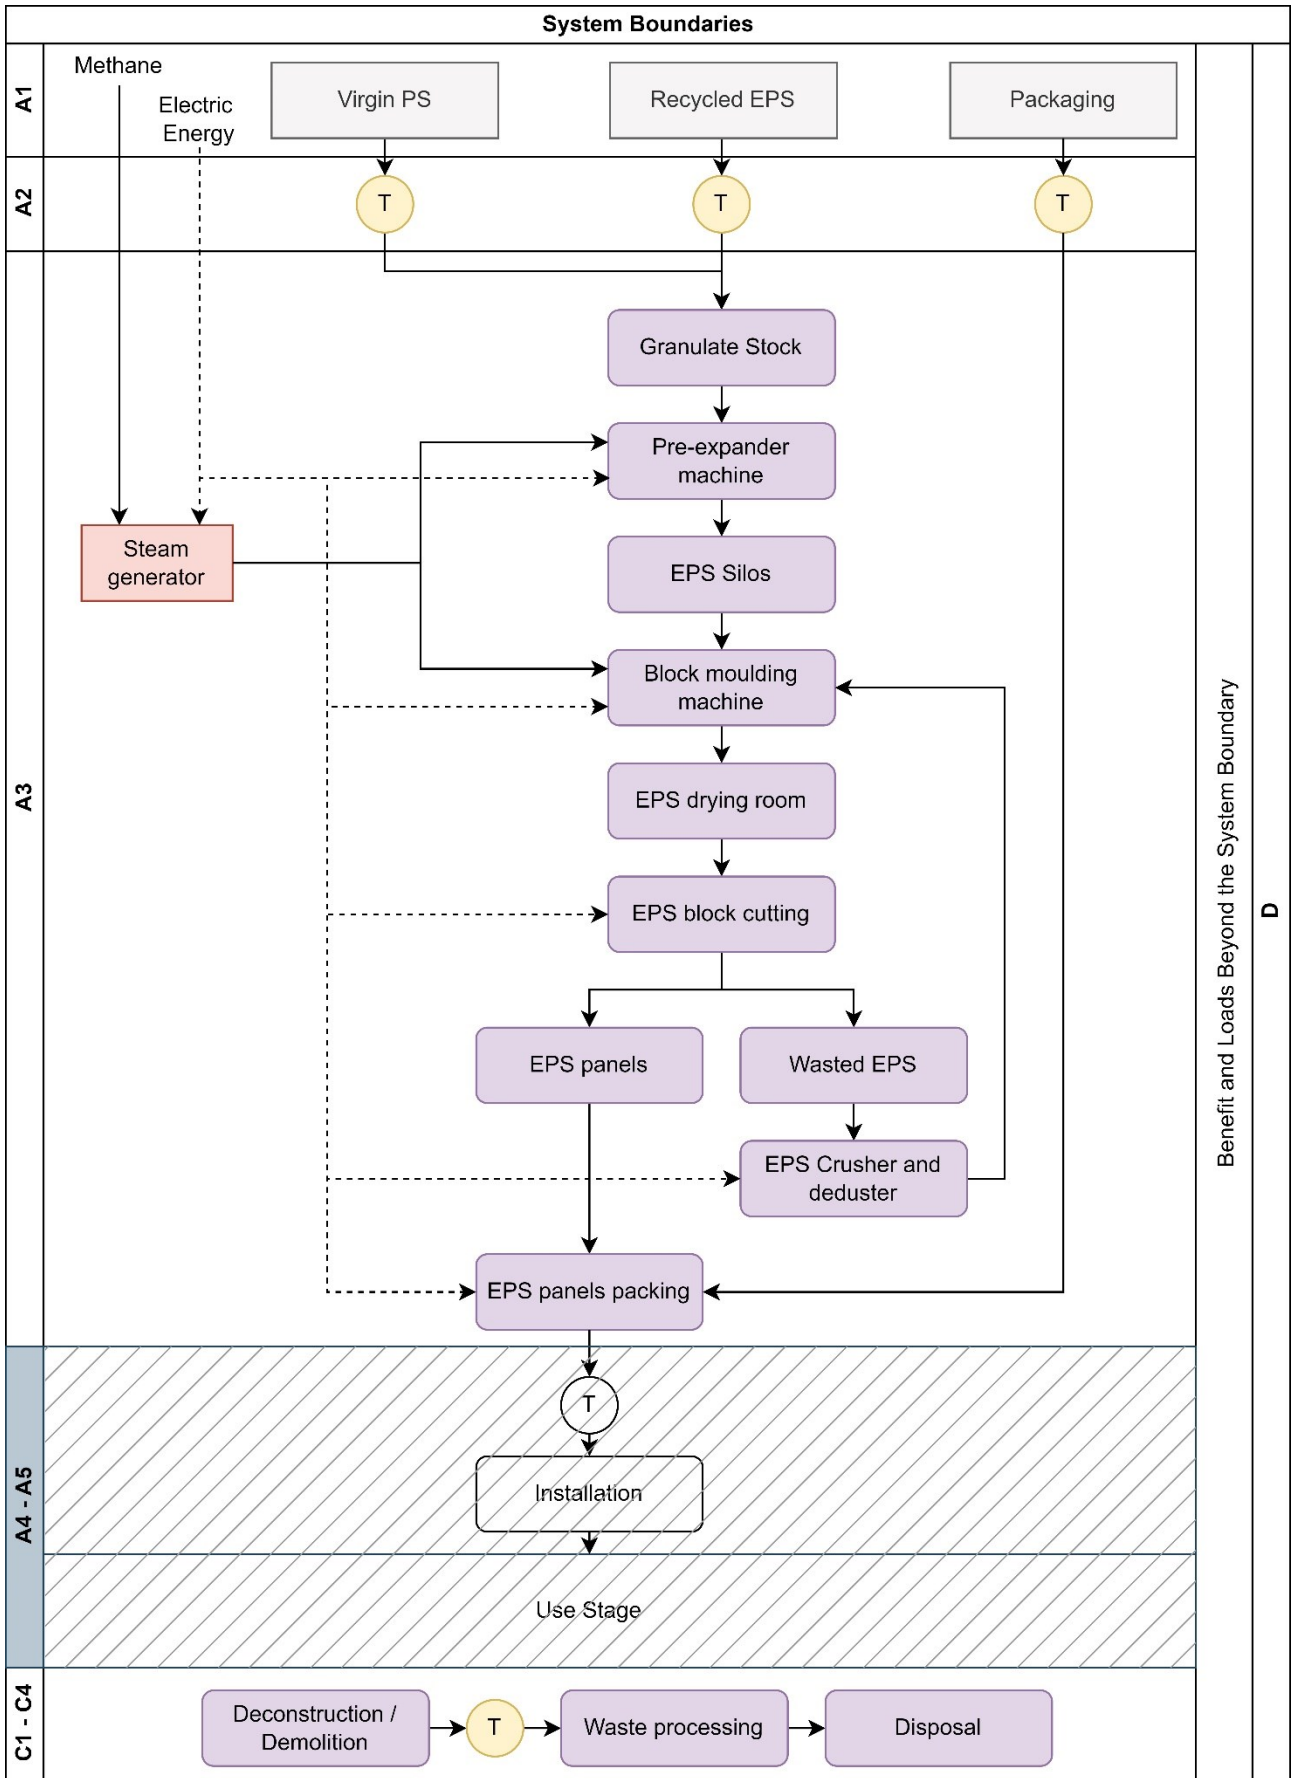 System Boundaries
A1
Methane
Electric
Energy
Virgin PS
Recycled EPS
Packaging
A2
T
T
T
A3
Granulate Stock
Pre-expander
machine
Steam
generator
EPS Silos
Block moulding
machine
EPS drying room
EPS block cutting
EPS panels
Wasted EPS
EPS Crusher and
deduster
EPS panels packing
A4 - A5
T
Installation
Use Stage
C1 - C4
Deconstruction /
Demolition
T
Waste processing
Disposal
Benefit and Loads Beyond the System Boundary
D